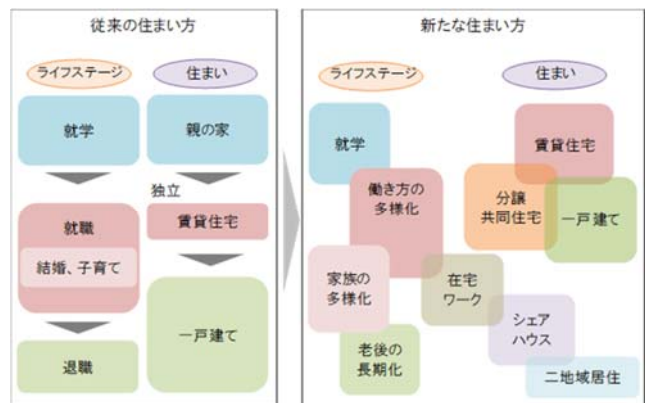 従来の住まい方
ライフステージ
住まい
就学
親の家
独立
就職
賃貸住宅
結婚、子育て
一戸建て
退職
新たな住まい方
ライフステージ
住まい
就学
賃貸住宅
働き方の
多様化
分譲
共同住宅
一戸建て
家族の
多様化
在宅
ワーク
シェア
ハウス
老後の
長期化
二地域居住